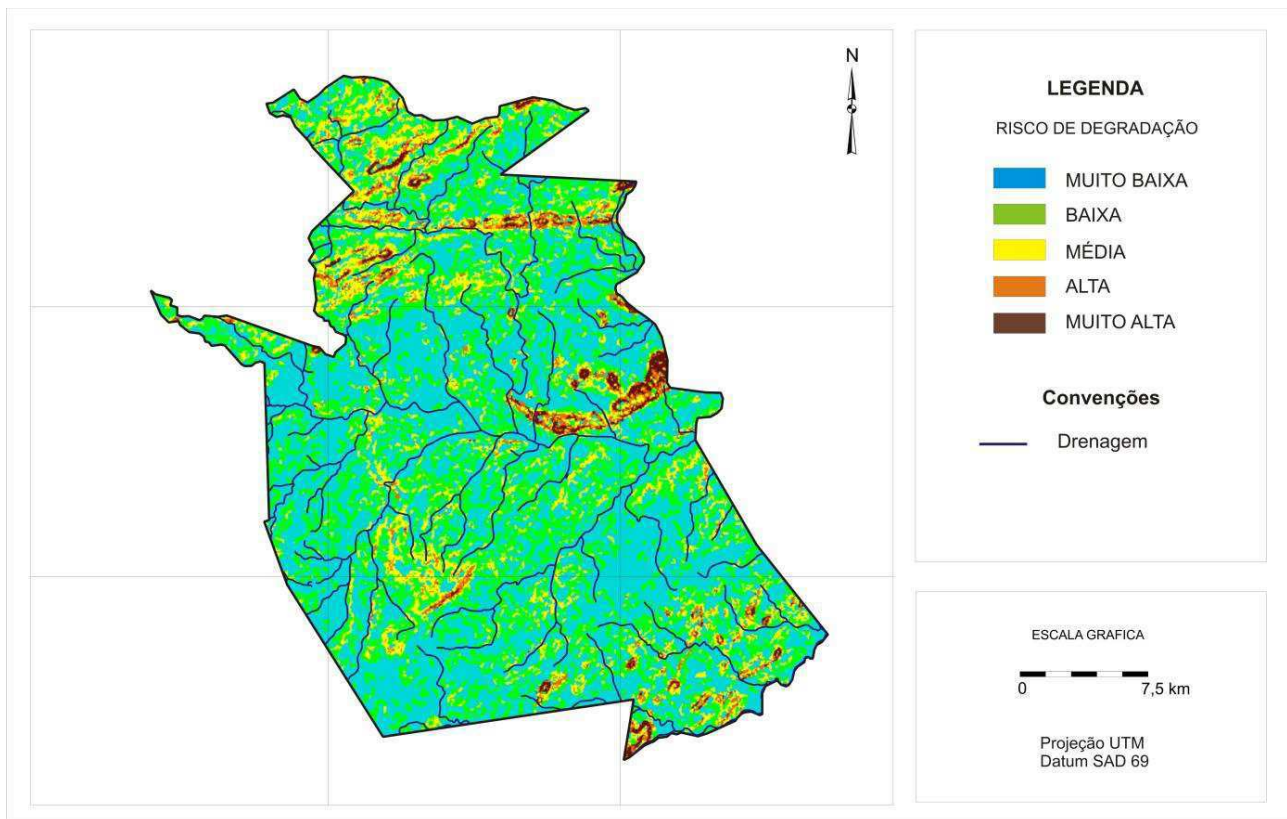 N
LEGENDA
RISCO DE DEGRADAÇÃO
MUITO BAIXA
BAIXA
MÉDIA
ALTA
MUITO ALTA
Convenções
Drenagem
ESCALA GRAFICA
0 7,5 km
Projeção UTM
Datum SAD 69